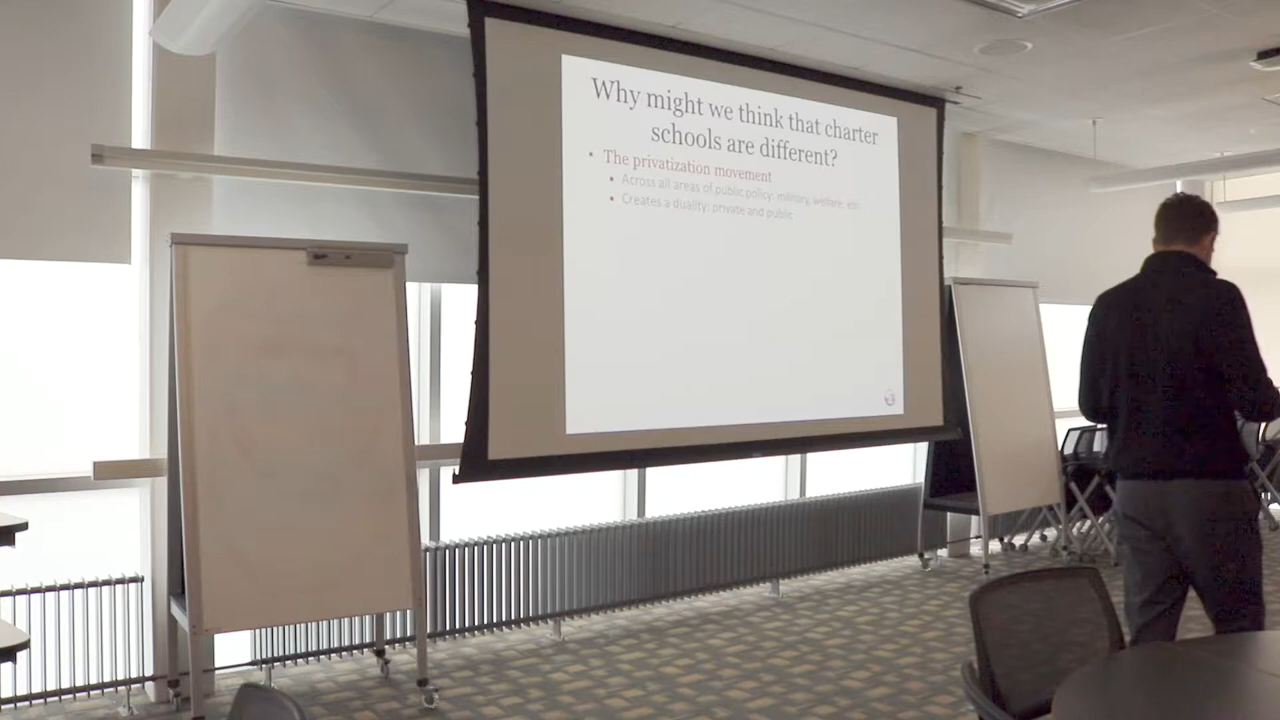 Why might we think that charter
schools are different?
• The privatization movement
• Across all areas of public policy: military, welfare, etc.
• Creates a duality: private and public